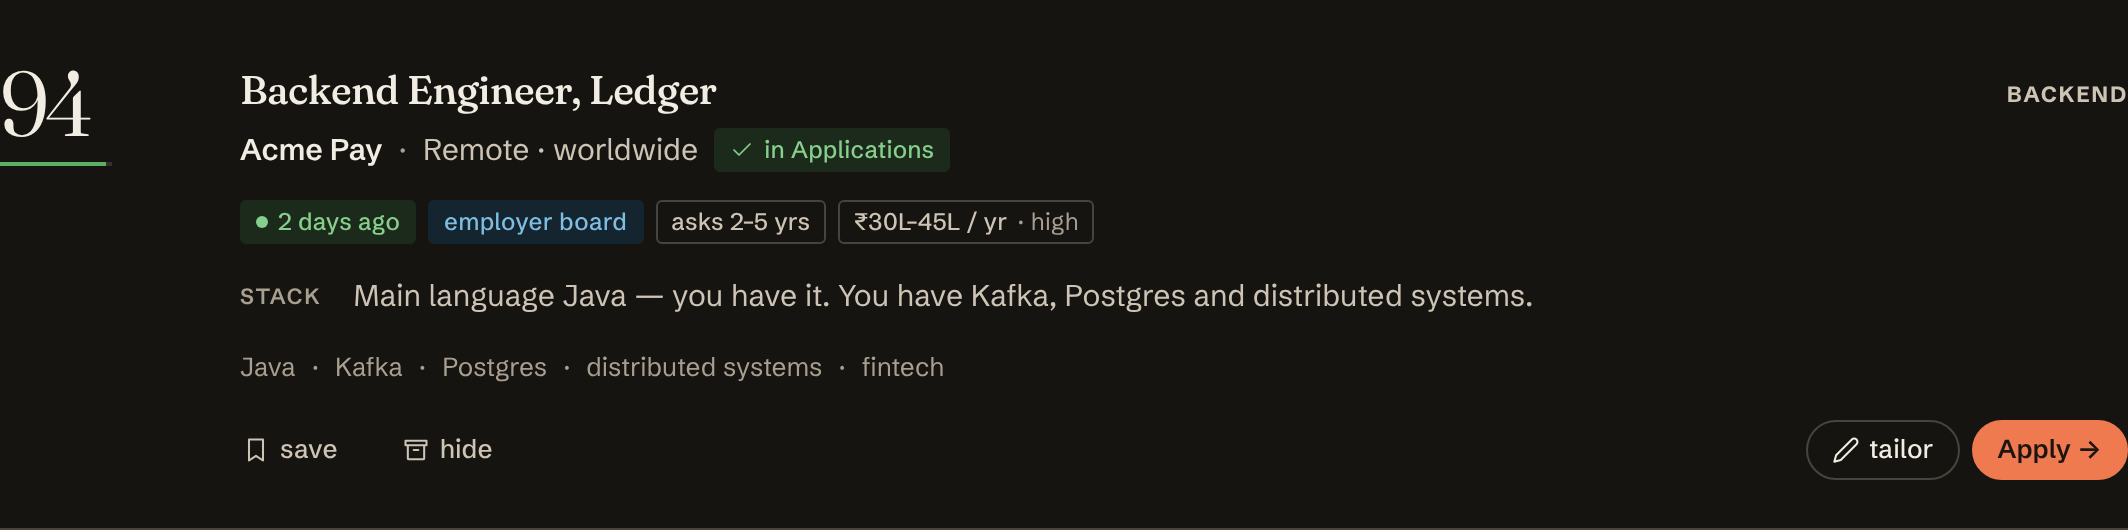 94
Backend Engineer, Ledger
BACKEND
Acme Pay · Remote · worldwide ✓ in Applications
● 2 days ago employer board asks 2–5 yrs ₹30L–45L / yr · high
STACK Main language Java — you have it. You have Kafka, Postgres and distributed systems.
Java · Kafka · Postgres · distributed systems · fintech
save hide tailor Apply →